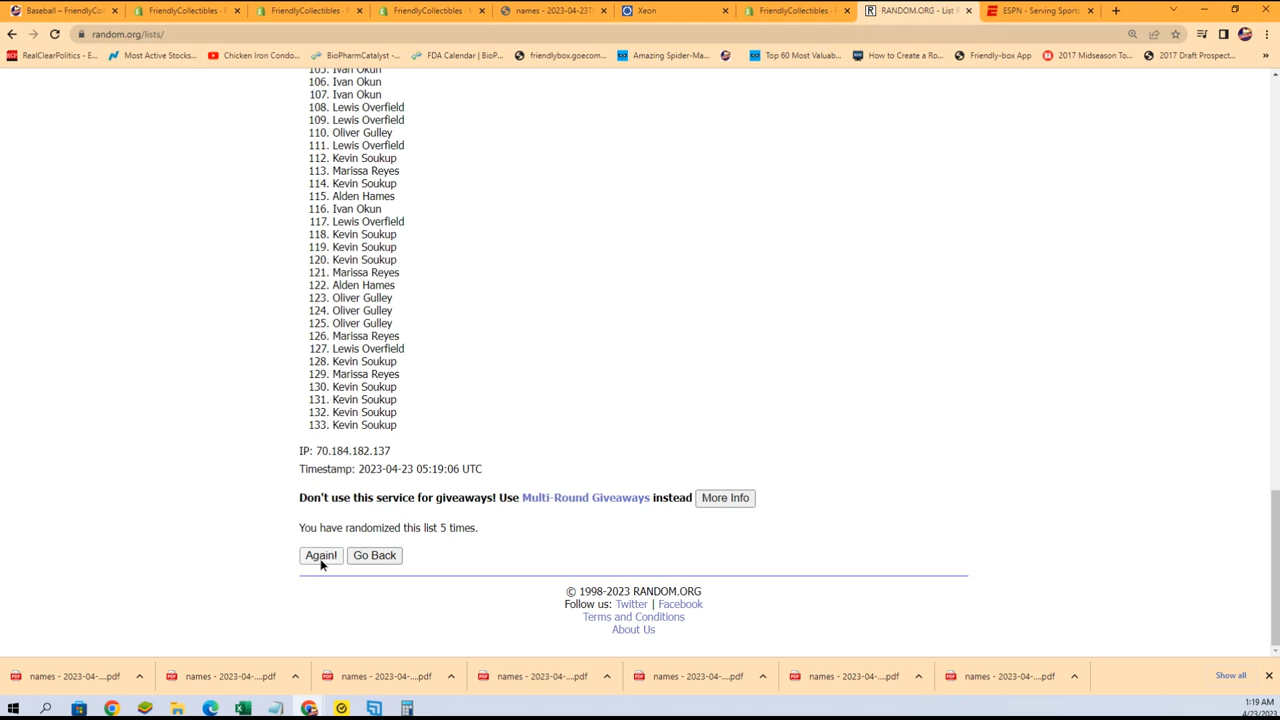 Baseball – FriendlyCo
FriendlyCollectibles ·
FriendlyCollectibles ·
FriendlyCollectibles ·
names - 2023-04-23T
Xeon
FriendlyCollectibles ·
RANDOM.ORG - List R
ESPN - Serving Sports
random.org/lists/
RealClearPolitics - E...
Most Active Stocks...
Chicken Iron Condo...
BioPharmCatalyst -...
FDA Calendar | BioP...
friendlybox.goecom...
Amazing Spider-Ma...
Top 60 Most Valuab...
How to Create a Ro...
Friendly-box App
2017 Midseason To...
2017 Draft Prospect...
105. Ivan Okun
106. Ivan Okun
107. Ivan Okun
108. Lewis Overfield
109. Lewis Overfield
110. Oliver Gulley
111. Lewis Overfield
112. Kevin Soukup
113. Marissa Reyes
114. Kevin Soukup
115. Alden Hames
116. Ivan Okun
117. Lewis Overfield
118. Kevin Soukup
119. Kevin Soukup
120. Kevin Soukup
121. Marissa Reyes
122. Alden Hames
123. Oliver Gulley
124. Oliver Gulley
125. Oliver Gulley
126. Marissa Reyes
127. Lewis Overfield
128. Kevin Soukup
129. Marissa Reyes
130. Kevin Soukup
131. Kevin Soukup
132. Kevin Soukup
133. Kevin Soukup
IP: 70.184.182.137
Timestamp: 2023-04-23 05:19:06 UTC
Don't use this service for giveaways! Use Multi-Round Giveaways instead More Info
You have randomized this list 5 times.
Again! Go Back
© 1998-2023 RANDOM.ORG
Follow us: Twitter | Facebook
Terms and Conditions
About Us
names - 2023-04-....pdf
names - 2023-04-....pdf
names - 2023-04-....pdf
names - 2023-04-....pdf
names - 2023-04-....pdf
names - 2023-04-....pdf
names - 2023-04-....pdf
Show all
1:19 AM
4/23/2023